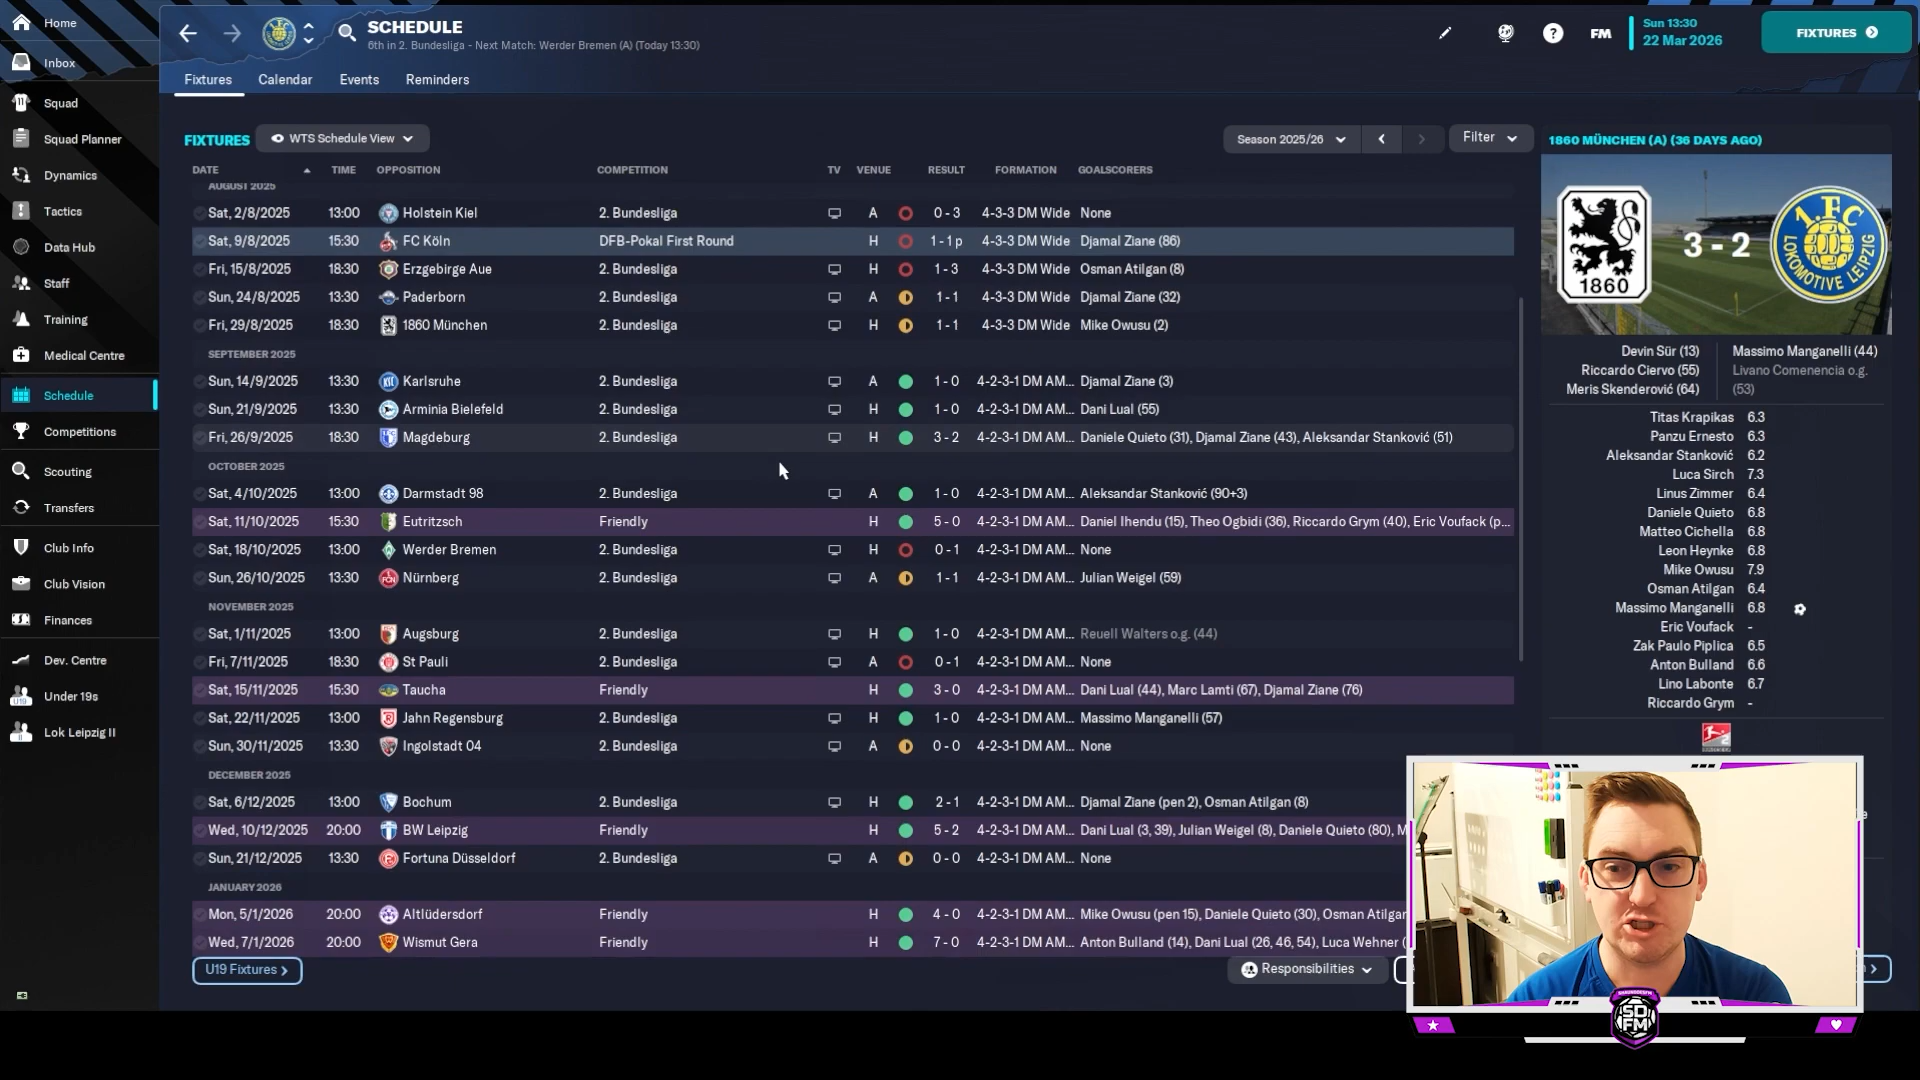 Home
Inbox
Squad
Squad Planner
Dynamics
Tactics
Data Hub
Staff
Training
Medical Centre
Schedule
Competitions
Scouting
Transfers
Club Info
Club Vision
Finances
Dev. Centre
Under 19s
Lok Leipzig II
SCHEDULE
6th in 2. Bundesliga - Next Match: Werder Bremen (A) (Today 13:30)
? FM Sun 13:30
22 Mar 2026
FIXTURES
Fixtures Calendar Events Reminders
FIXTURES WTS Schedule View Season 2025/26 Filter
DATE TIME OPPOSITION COMPETITION TV VENUE RESULT FORMATION GOALSCORERS
AUGUST 2025
Sat, 2/8/2025 13:00 Holstein Kiel 2. Bundesliga A 0 - 3 4-3-3 DM Wide None
Sat, 9/8/2025 15:30 FC Köln DFB-Pokal First Round H 1 - 1 p 4-3-3 DM Wide Djamal Ziane (86)
Fri, 15/8/2025 18:30 Erzgebirge Aue 2. Bundesliga H 1 - 3 4-3-3 DM Wide Osman Atilgan (8)
Sun, 24/8/2025 13:30 Paderborn 2. Bundesliga A 1 - 1 4-3-3 DM Wide Djamal Ziane (32)
Fri, 29/8/2025 18:30 1860 München 2. Bundesliga H 1 - 1 4-3-3 DM Wide Mike Owusu (2)
SEPTEMBER 2025
Sun, 14/9/2025 13:30 Karlsruhe 2. Bundesliga A 1 - 0 4-2-3-1 DM AM... Djamal Ziane (3)
Sun, 21/9/2025 13:30 Arminia Bielefeld 2. Bundesliga H 1 - 0 4-2-3-1 DM AM... Dani Lual (55)
Fri, 26/9/2025 18:30 Magdeburg 2. Bundesliga H 3 - 2 4-2-3-1 DM AM... Daniele Quieto (31), Djamal Ziane (43), Aleksandar Stanković (51)
OCTOBER 2025
Sat, 4/10/2025 13:00 Darmstadt 98 2. Bundesliga A 1 - 0 4-2-3-1 DM AM... Aleksandar Stanković (90+3)
Sat, 11/10/2025 15:30 Eutritzsch Friendly H 5 - 0 4-2-3-1 DM AM... Daniel Ihendu (15), Theo Ogbidi (36), Riccardo Grym (40), Eric Voufack (p...
Sat, 18/10/2025 13:00 Werder Bremen 2. Bundesliga H 0 - 1 4-2-3-1 DM AM... None
Sun, 26/10/2025 13:30 Nürnberg 2. Bundesliga A 1 - 1 4-2-3-1 DM AM... Julian Weigel (59)
NOVEMBER 2025
Sat, 1/11/2025 13:00 Augsburg 2. Bundesliga H 1 - 0 4-2-3-1 DM AM... Reuell Walters o.g. (44)
Fri, 7/11/2025 18:30 St Pauli 2. Bundesliga A 0 - 1 4-2-3-1 DM AM... None
Sat, 15/11/2025 15:30 Taucha Friendly H 3 - 0 4-2-3-1 DM AM... Dani Lual (44), Marc Lamti (67), Djamal Ziane (76)
Sat, 22/11/2025 13:00 Jahn Regensburg 2. Bundesliga H 1 - 0 4-2-3-1 DM AM... Massimo Manganelli (57)
Sun, 30/11/2025 13:30 Ingolstadt 04 2. Bundesliga A 0 - 0 4-2-3-1 DM AM... None
DECEMBER 2025
Sat, 6/12/2025 13:00 Bochum 2. Bundesliga H 2 - 1 4-2-3-1 DM AM... Djamal Ziane (pen 2), Osman Atilgan (8)
Wed, 10/12/2025 20:00 BW Leipzig Friendly H 5 - 2 4-2-3-1 DM AM... Dani Lual (3, 39), Julian Weigel (8), Daniele Quieto (80), M
Sun, 21/12/2025 13:30 Fortuna Düsseldorf 2. Bundesliga A 0 - 0 4-2-3-1 DM AM... None
JANUARY 2026
Mon, 5/1/2026 20:00 Altlüdersdorf Friendly H 4 - 0 4-2-3-1 DM AM... Mike Owusu (pen 15), Daniele Quieto (30), Osman Atilgan
Wed, 7/1/2026 20:00 Wismut Gera Friendly H 7 - 0 4-2-3-1 DM AM... Anton Bulland (14), Dani Lual (26, 46, 54), Luca Wehner (
U19 Fixtures Responsibilities
1860 MÜNCHEN (A) (36 DAYS AGO)
1860 3 - 2 1. FC LOKOMOTIVE LEIPZIG
Devin Sür (13) Massimo Manganelli (44)
Riccardo Ciervo (55) Livano Comenencia o.g.
Meris Skenderović (64) (53)
Titas Krapikas 6.3
Panzu Ernesto 6.3
Aleksandar Stanković 6.2
Luca Sirch 7.3
Linus Zimmer 6.4
Daniele Quieto 6.8
Matteo Cichella 6.8
Leon Heynke 6.8
Mike Owusu 7.9
Osman Atilgan 6.4
Massimo Manganelli 6.8
Eric Voufack -
Zak Paulo Piplica 6.5
Anton Bulland 6.6
Lino Labonte 6.7
Riccardo Grym -
SD
FM